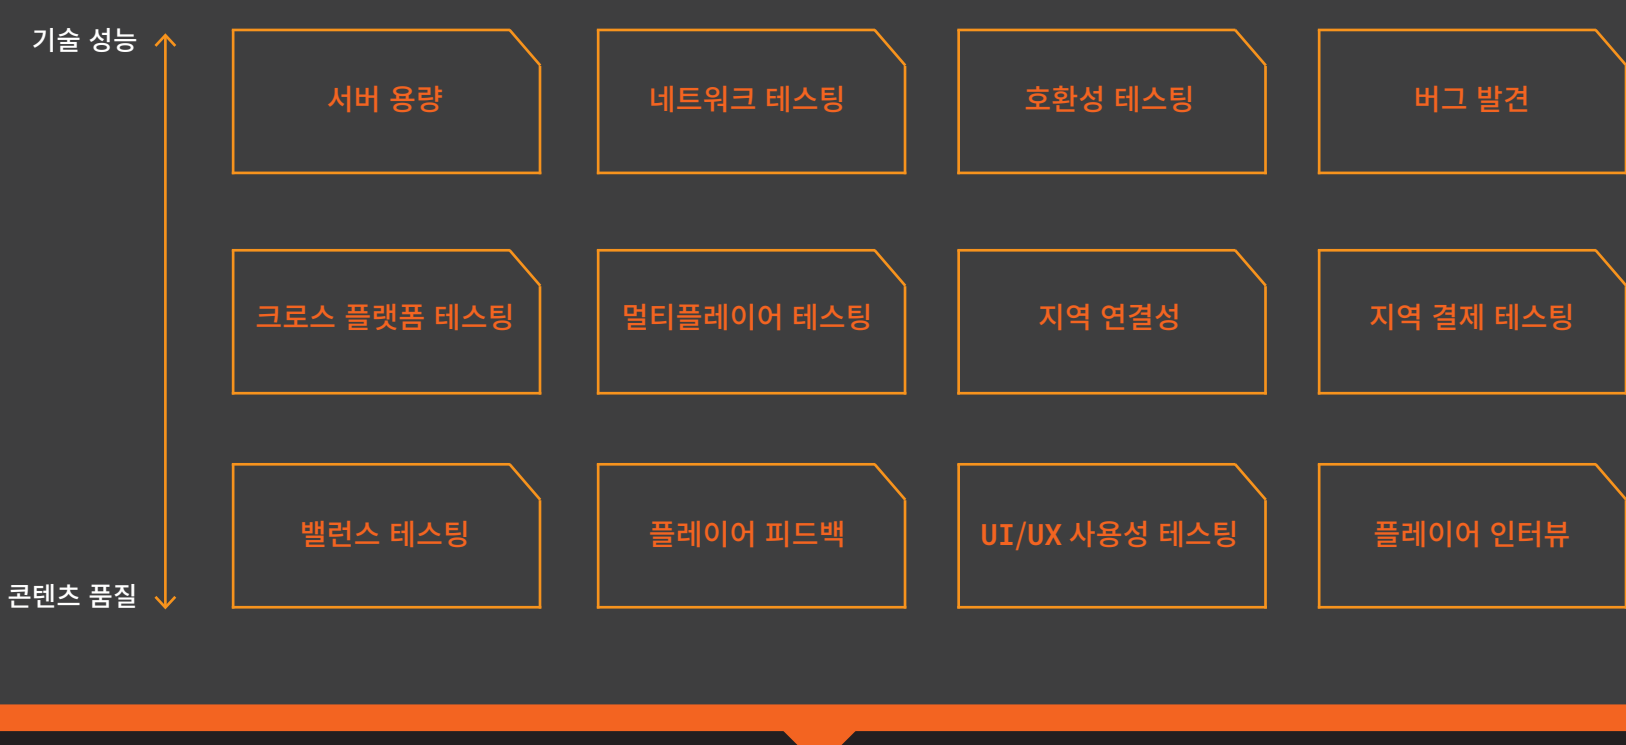 기술 성능
서버 용량
네트워크 테스팅
호환성 테스팅
버그 발견
크로스 플랫폼 테스팅
멀티플레이어 테스팅
지역 연결성
지역 결제 테스팅
밸런스 테스팅
플레이어 피드백
UI/UX 사용성 테스팅
플레이어 인터뷰
콘텐츠 품질